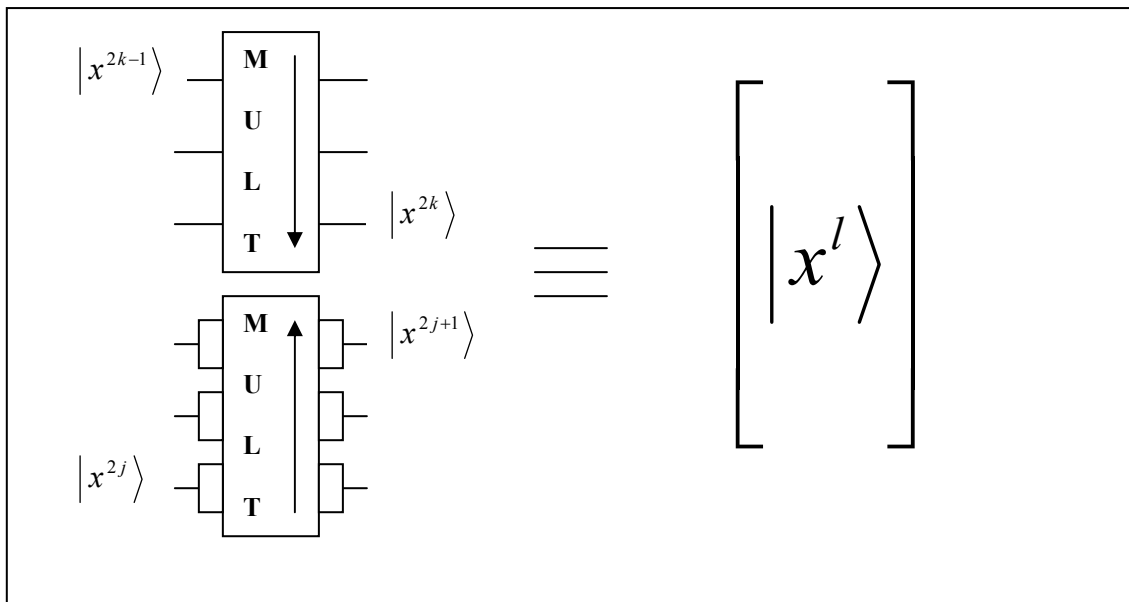 |x^{2k-1}⟩
M
U
L
T
|x^{2k}⟩
≡
[|x^l⟩]
M
U
L
T
|x^{2j+1}⟩
|x^{2j}⟩